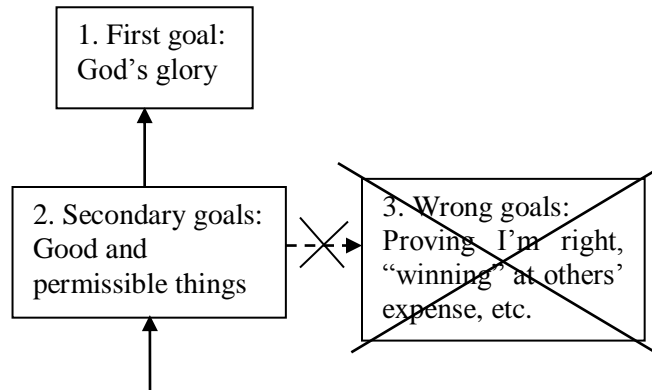 1. First goal:
God’s glory
2. Secondary goals:
Good and
permissible things
3. Wrong goals:
Proving I’m right,
“winning” at others’
expense, etc.